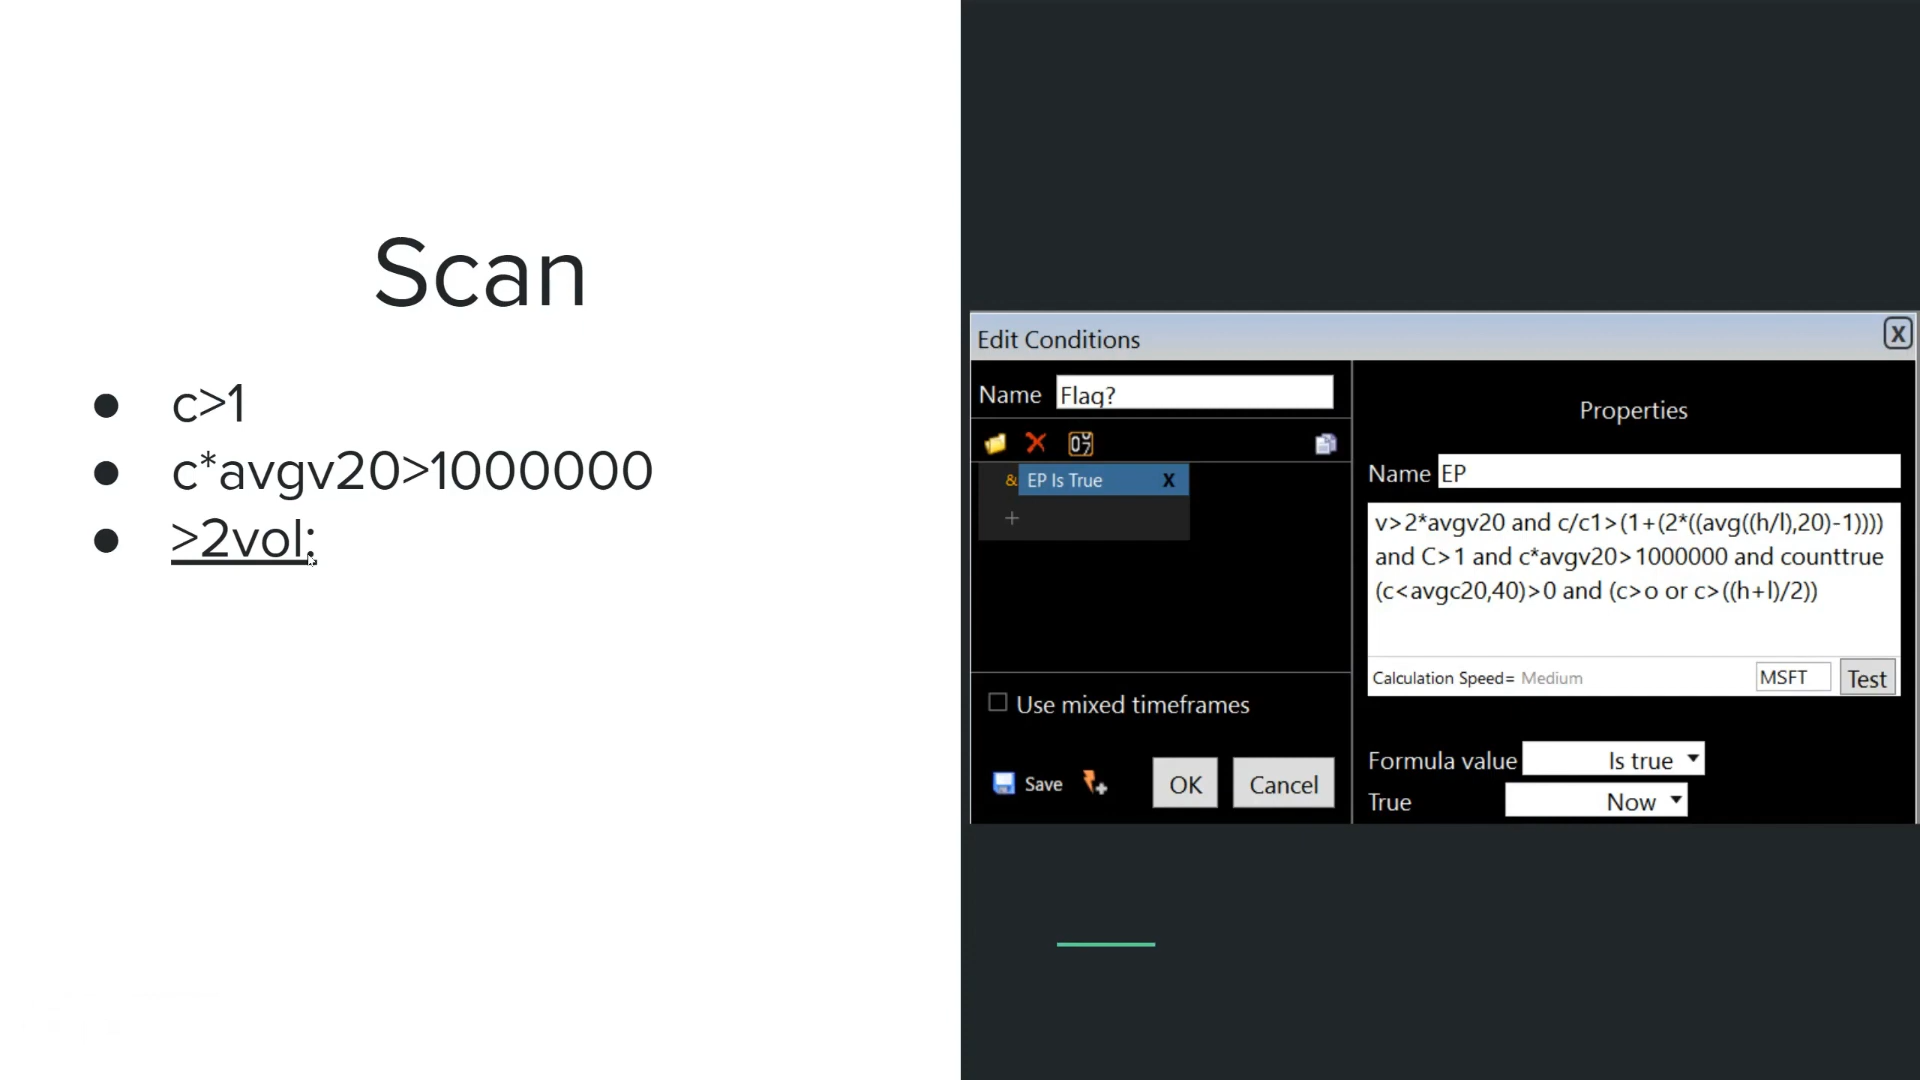 Scan
c>1
c*avgv20>1000000
>2vol:
Edit Conditions
X
Name Flag?
& EP Is True X
+
Use mixed timeframes
Save OK Cancel
Properties
Name EP
v>2*avgv20 and c/c1>(1+(2*((avg((h/l),20)-1))))
and C>1 and c*avgv20>1000000 and counttrue
(c<avgc20,40)>0 and (c>o or c>((h+l)/2))
Calculation Speed= Medium MSFT Test
Formula value Is true
True Now